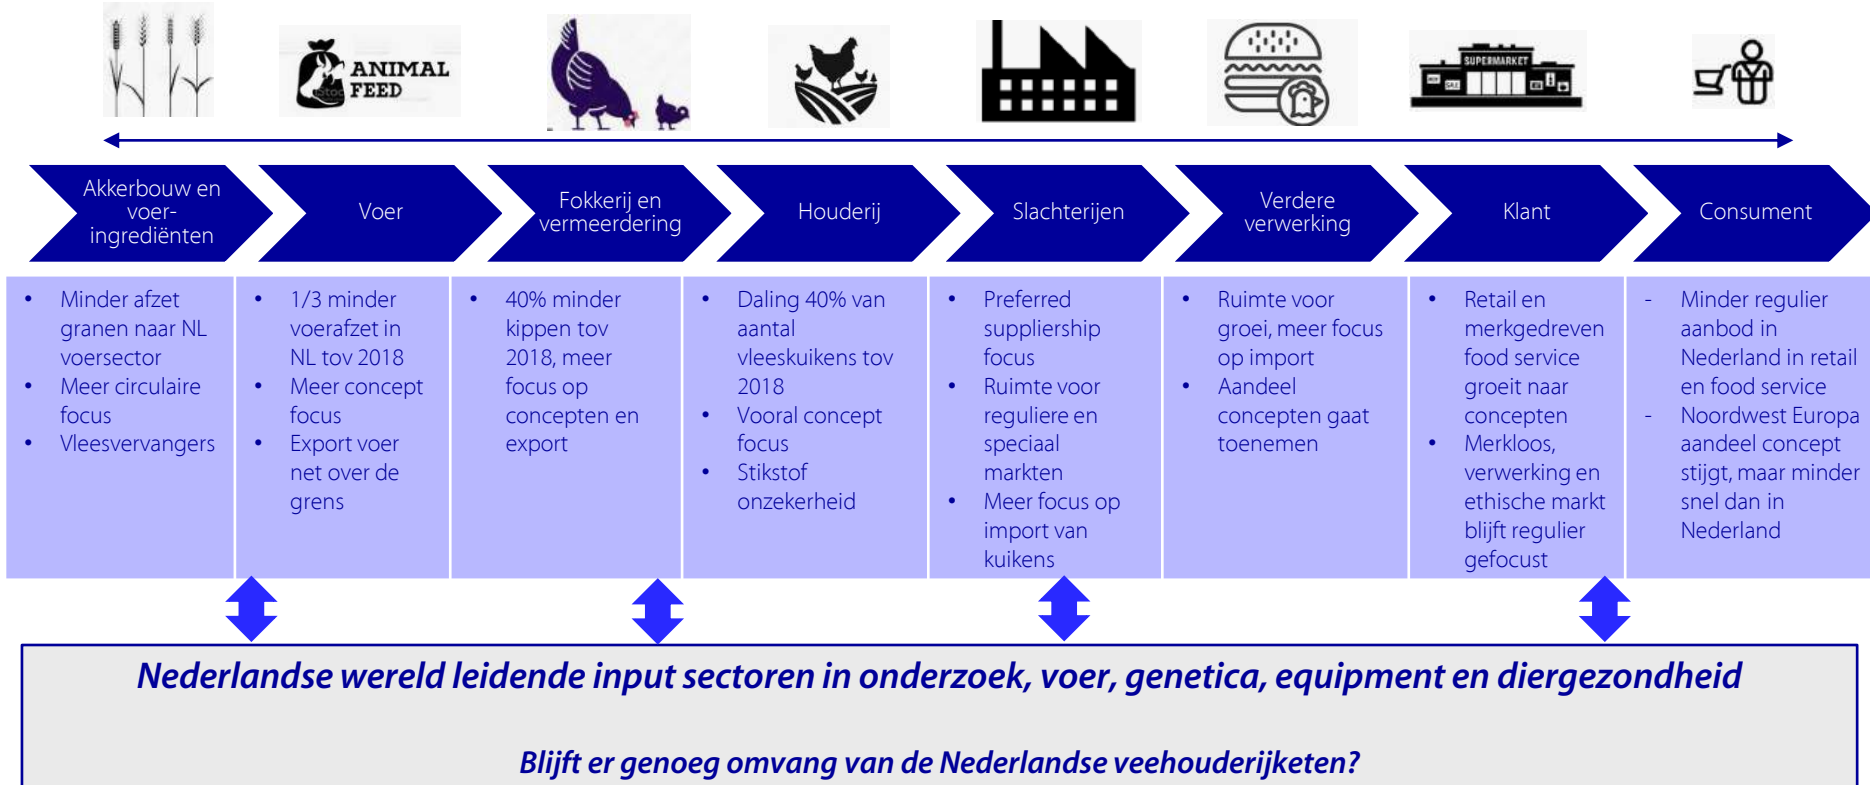 ANIMAL
FEED
SUPERMARKET
Akkerbouw en
voer-
ingrediënten
Voer
Fokkerij en
vermeerdering
Houderij
Slachterijen
Verdere
verwerking
Klant
Consument
• Minder afzet
granen naar NL
voersector
• Meer circulaire
focus
• Vleesvervangers
• 1/3 minder
voerafzet in
NL tov 2018
• Meer concept
focus
• Export voer
net over de
grens
• 40% minder
kippen tov
2018, meer
focus op
concepten en
export
• Daling 40% van
aantal
vleeskuikens tov
2018
• Vooral concept
focus
• Stikstof
onzekerheid
• Preferred
suppliership
focus
• Ruimte voor
reguliere en
speciaal
markten
• Meer focus op
import van
kuikens
• Ruimte voor
groei, meer focus
op import
• Aandeel
concepten gaat
toenemen
• Retail en
merkgedreven
food service
groeit naar
concepten
• Merkloos,
verwerking en
ethische markt
blijft regulier
gefocust
- Minder regulier
aanbod in
Nederland in retail
en food service
- Noordwest Europa
aandeel concept
stijgt, maar minder
snel dan in
Nederland
Nederlandse wereld leidende input sectoren in onderzoek, voer, genetica, equipment en diergezondheid
Blijft er genoeg omvang van de Nederlandse veehouderijketen?